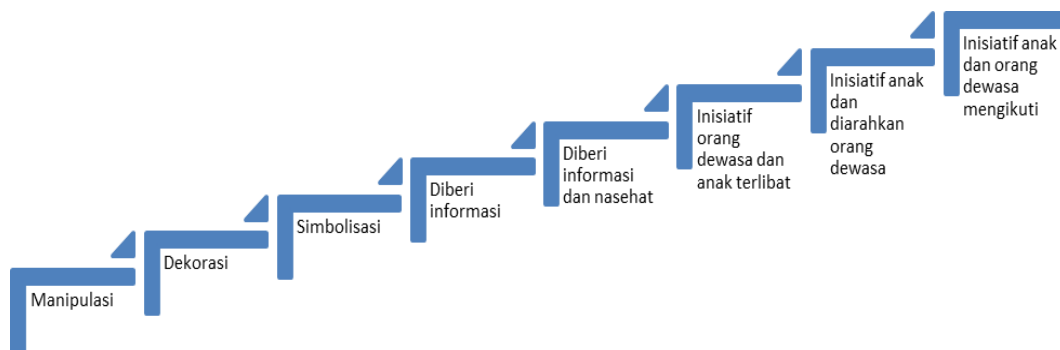 Manipulasi
Dekorasi
Simbolisasi
Diberi
informasi
Diberi
informasi
dan nasehat
Inisiatif
orang
dewasa dan
anak terlibat
Inisiatif anak
dan
diarahkan
orang
dewasa
Inisiatif anak
dan orang
dewasa
mengikuti